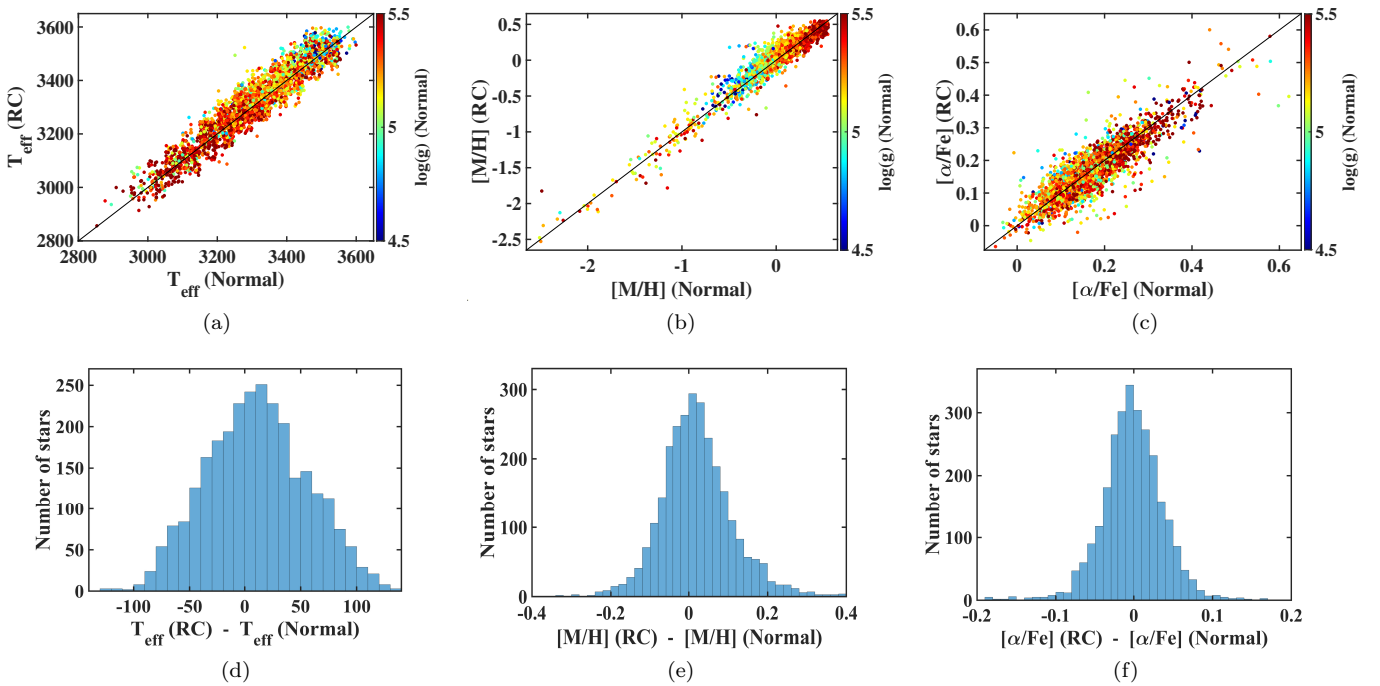 3600
3400
3200
3000
2800
T_eff (RC)
2800 3000 3200 3400 3600
T_eff (Normal)
5.5
5
4.5
log(g) (Normal)
(a)
0.5
0
-0.5
-1
-1.5
-2
-2.5
[M/H] (RC)
-2 -1 0
[M/H] (Normal)
5.5
5
4.5
log(g) (Normal)
(b)
0.6
0.5
0.4
0.3
0.2
0.1
0
[α/Fe] (RC)
0 0.2 0.4 0.6
[α/Fe] (Normal)
5.5
5
4.5
log(g) (Normal)
(c)
250
200
150
100
50
0
Number of stars
-100 -50 0 50 100
T_eff (RC) - T_eff (Normal)
(d)
300
200
100
0
Number of stars
-0.4 -0.2 0 0.2 0.4
[M/H] (RC) - [M/H] (Normal)
(e)
300
200
100
0
Number of stars
-0.2 -0.1 0 0.1 0.2
[α/Fe] (RC) - [α/Fe] (Normal)
(f)